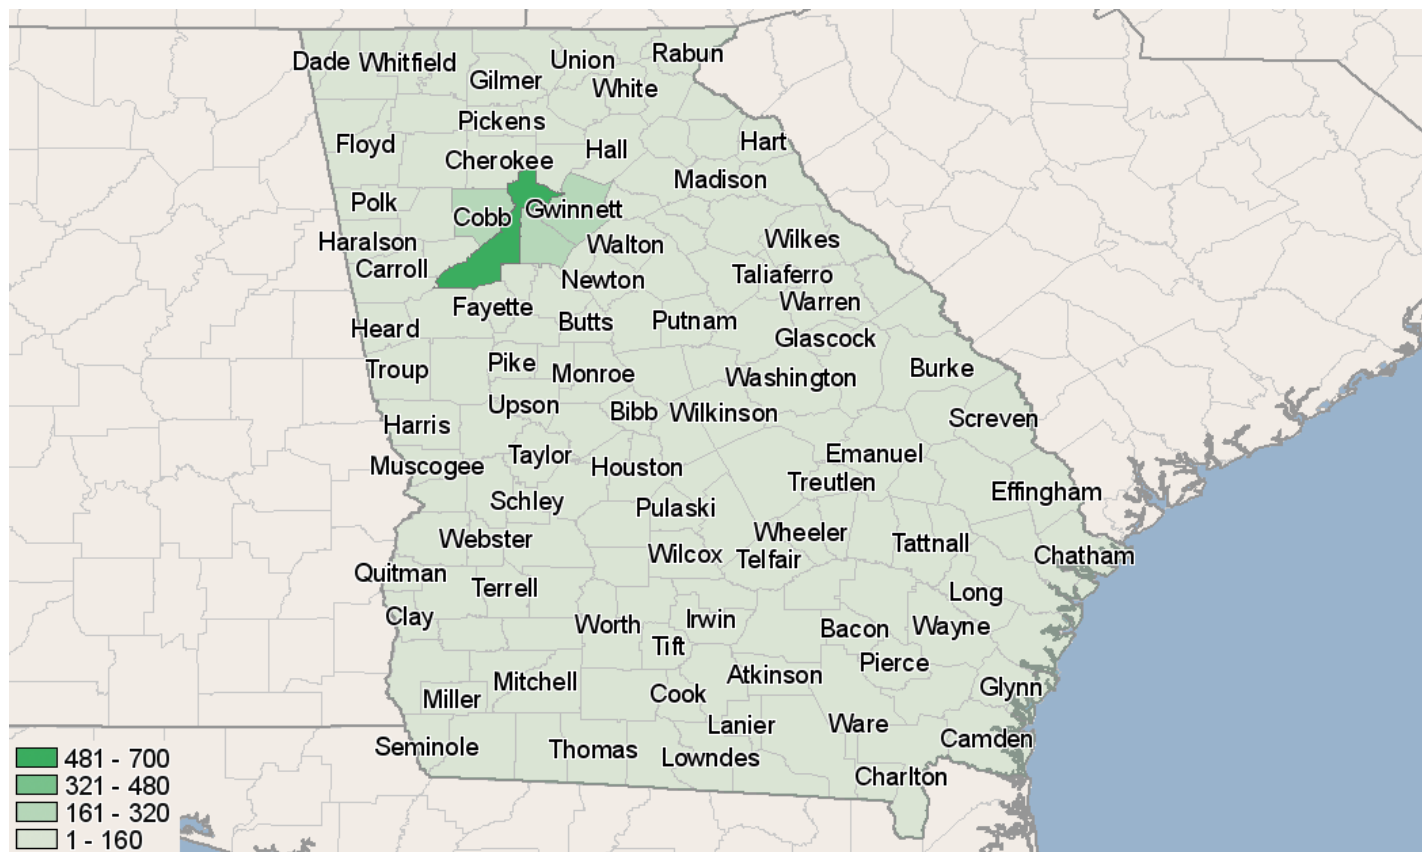 Dade Whitfield Union Rabun
Gilmer White
Pickens
Floyd Hall Hart
Cherokee
Madison
Polk Cobb Gwinnett
Haralson Walton Wilkes
Carroll Newton Taliaferro
Fayette Warren
Heard Butts Putnam Glascock
Troup Pike Monroe Washington Burke
Upson Bibb Wilkinson Screven
Harris
Muscogee Taylor Houston Emanuel
Treutlen Effingham
Schley Pulaski
Webster Wheeler Tattnall
Wilcox Telfair Chatham
Quitman Terrell Long
Clay Worth Irwin Bacon Wayne
Tift
Pierce
Mitchell Atkinson
Miller Cook Glynn
Lanier Ware Camden
Seminole Thomas Lowndes
Charlton
481 - 700
321 - 480
161 - 320
1 - 160